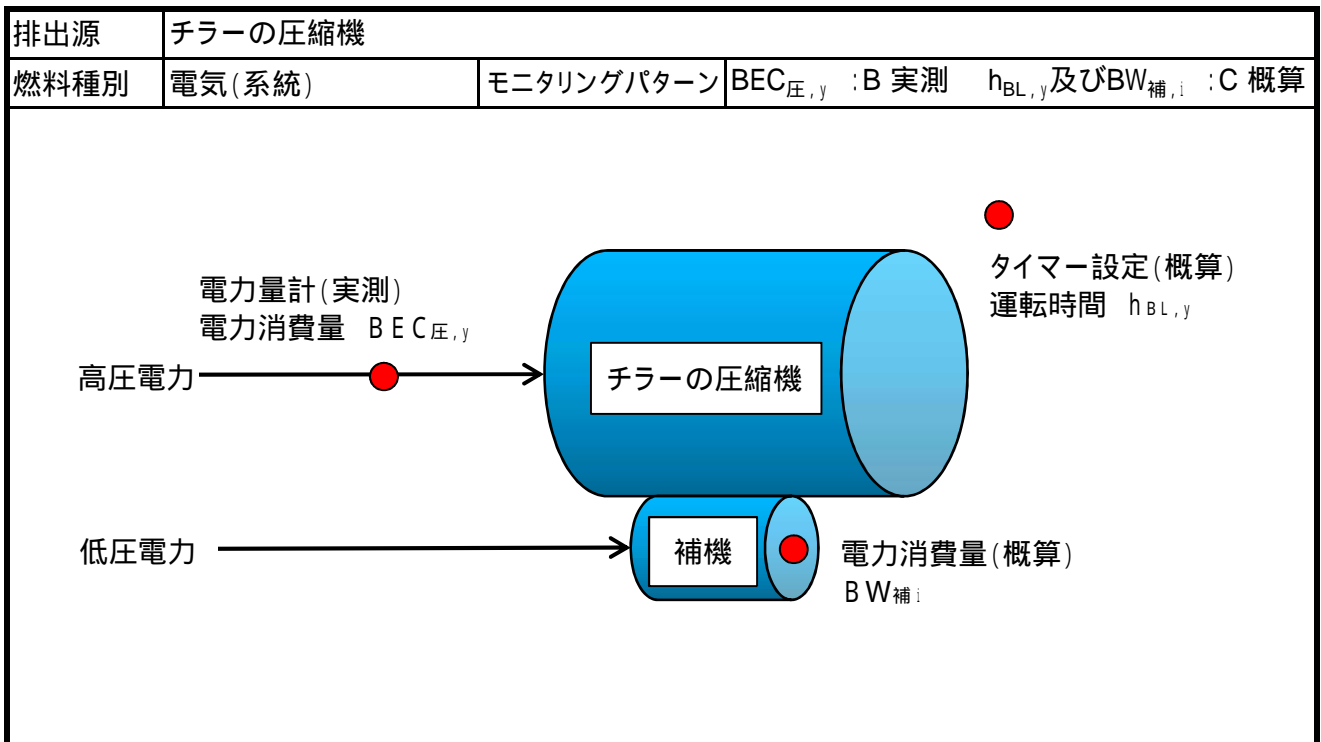 排出源 チラーの圧縮機
燃料種別 電気(系統) モニタリングパターン BEC圧,y :B 実測 hBL,y及びBW補,i :C 概算
タイマー設定(概算)
運転時間 hBL,y
電力量計(実測)
電力消費量 BEC圧,y
高圧電力
チラーの圧縮機
低圧電力
補機
電力消費量(概算)
BW補i